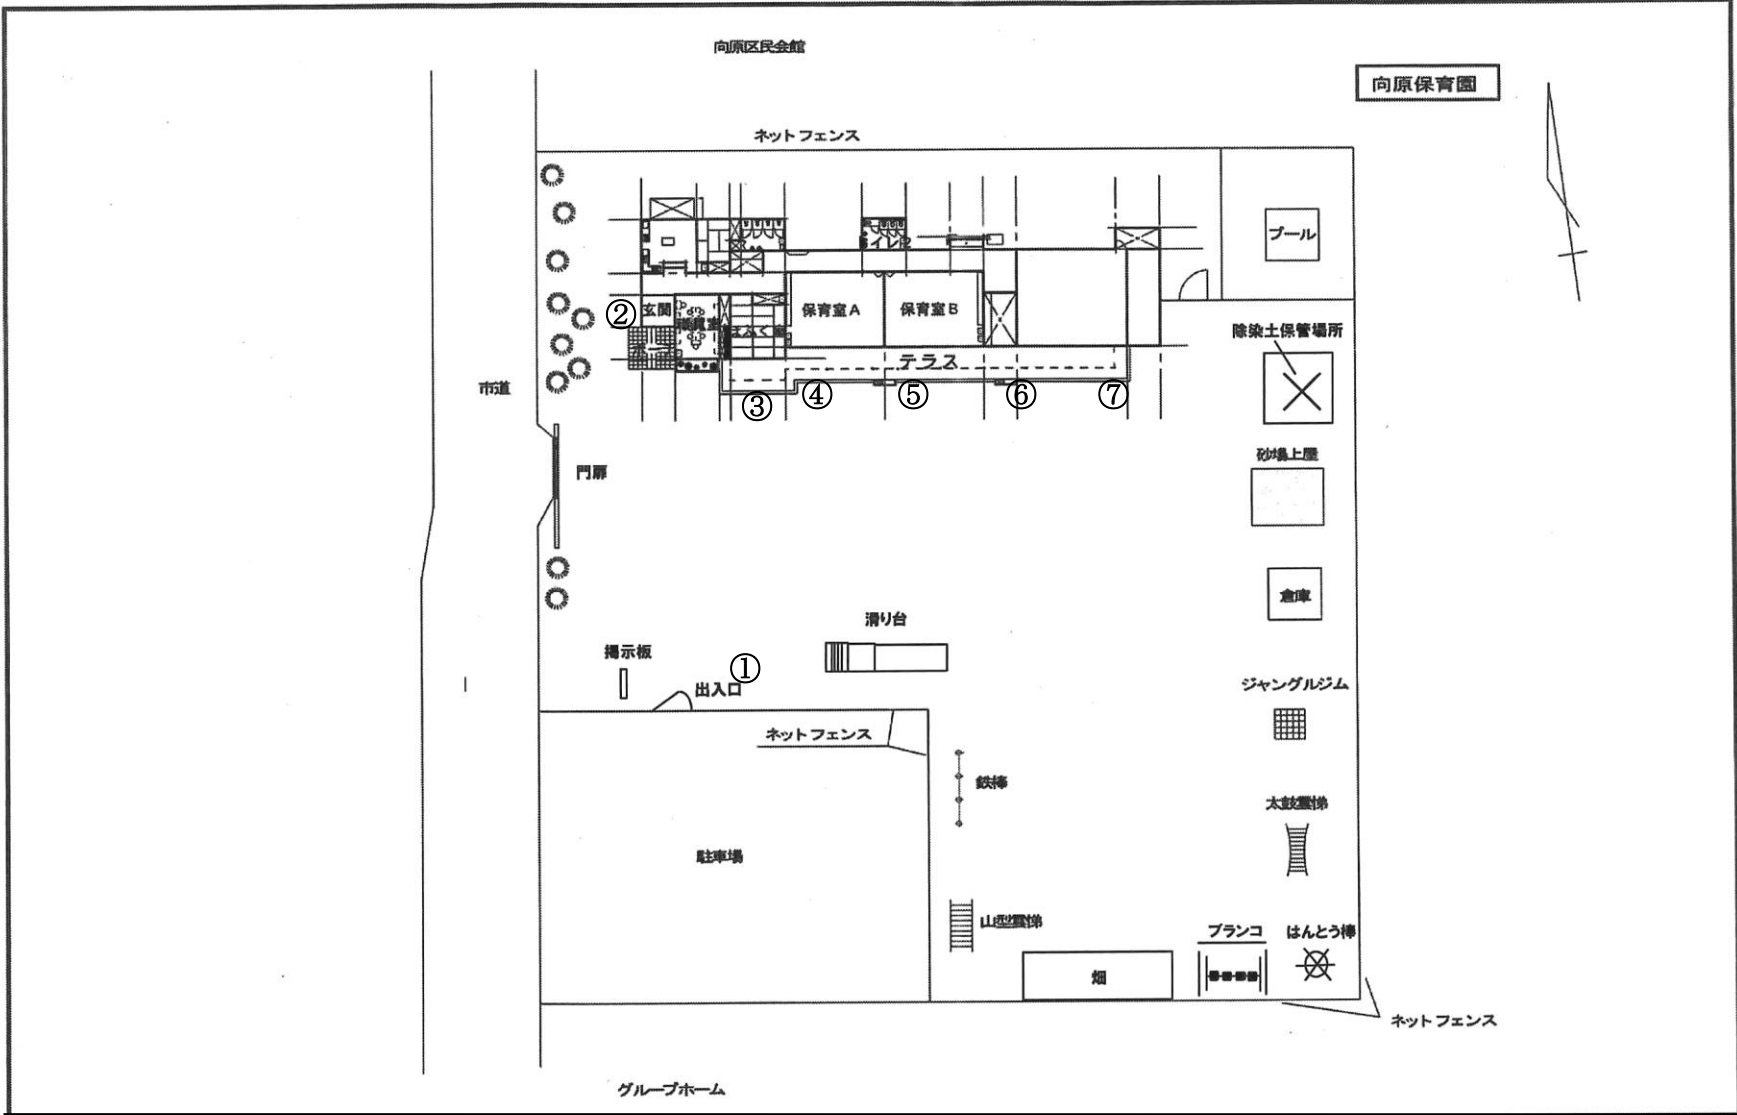 向原区民会館
向原保育園
ネットフェンス
プール
② 玄関
保育室A
保育室B
除染土保管場所
テラス
市道
③
④
⑤
⑥
⑦
砂場上屋
門扉
倉庫
滑り台
掲示板
①
出入口
ジャングルジム
ネットフェンス
鉄棒
太鼓雲梯
駐車場
山型雲梯
ブランコ
はんとう棒
畑
ネットフェンス
グループホーム